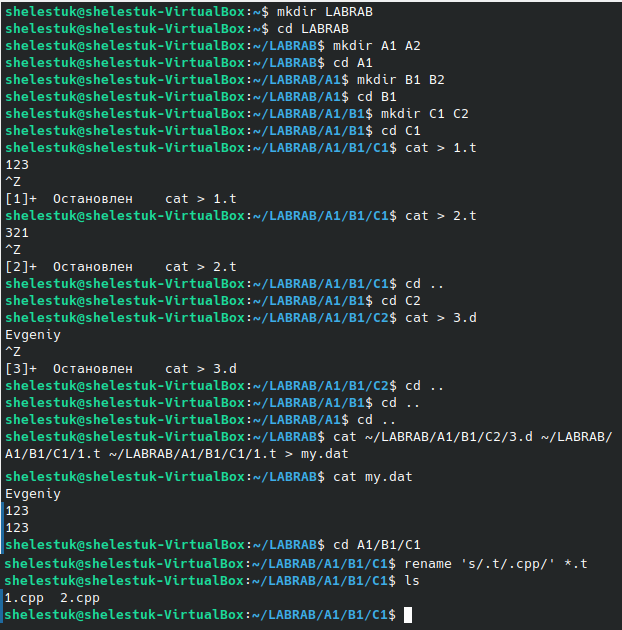 shelestuk@shelestuk-VirtualBox:~$ mkdir LABRAB
shelestuk@shelestuk-VirtualBox:~$ cd LABRAB
shelestuk@shelestuk-VirtualBox:~/LABRAB$ mkdir A1 A2
shelestuk@shelestuk-VirtualBox:~/LABRAB$ cd A1
shelestuk@shelestuk-VirtualBox:~/LABRAB/A1$ mkdir B1 B2
shelestuk@shelestuk-VirtualBox:~/LABRAB/A1$ cd B1
shelestuk@shelestuk-VirtualBox:~/LABRAB/A1/B1$ mkdir C1 C2
shelestuk@shelestuk-VirtualBox:~/LABRAB/A1/B1$ cd C1
shelestuk@shelestuk-VirtualBox:~/LABRAB/A1/B1/C1$ cat > 1.t
123
^Z
[1]+  Остановлен    cat > 1.t
shelestuk@shelestuk-VirtualBox:~/LABRAB/A1/B1/C1$ cat > 2.t
321
^Z
[2]+  Остановлен    cat > 2.t
shelestuk@shelestuk-VirtualBox:~/LABRAB/A1/B1/C1$ cd ..
shelestuk@shelestuk-VirtualBox:~/LABRAB/A1/B1$ cd C2
shelestuk@shelestuk-VirtualBox:~/LABRAB/A1/B1/C2$ cat > 3.d
Evgeniy
^Z
[3]+  Остановлен    cat > 3.d
shelestuk@shelestuk-VirtualBox:~/LABRAB/A1/B1/C2$ cd ..
shelestuk@shelestuk-VirtualBox:~/LABRAB/A1/B1$ cd ..
shelestuk@shelestuk-VirtualBox:~/LABRAB/A1$ cd ..
shelestuk@shelestuk-VirtualBox:~/LABRAB$ cat ~/LABRAB/A1/B1/C2/3.d ~/LABRAB/
A1/B1/C1/1.t ~/LABRAB/A1/B1/C1/1.t > my.dat
shelestuk@shelestuk-VirtualBox:~/LABRAB$ cat my.dat
Evgeniy
123
123
shelestuk@shelestuk-VirtualBox:~/LABRAB$ cd A1/B1/C1
shelestuk@shelestuk-VirtualBox:~/LABRAB/A1/B1/C1$ rename 's/.t/.cpp/' *.t
shelestuk@shelestuk-VirtualBox:~/LABRAB/A1/B1/C1$ ls
1.cpp  2.cpp
shelestuk@shelestuk-VirtualBox:~/LABRAB/A1/B1/C1$